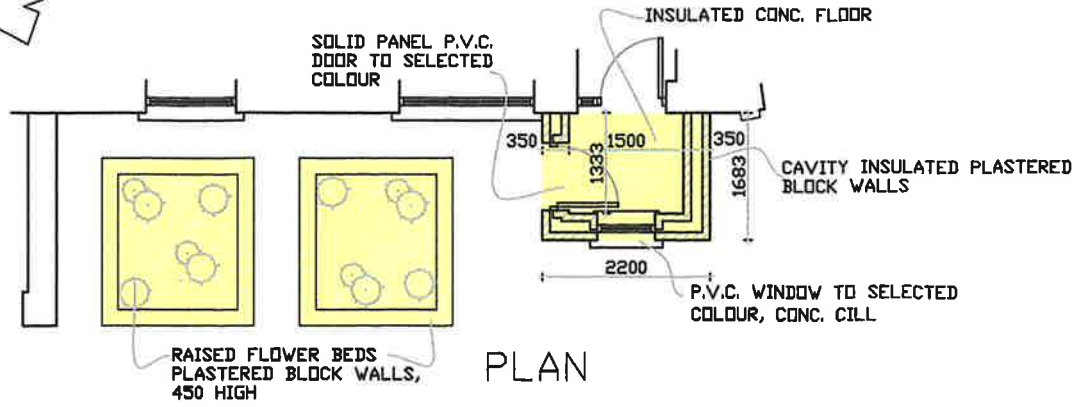 INSULATED CONC. FLOOR
SOLID PANEL P.V.C.
DOOR TO SELECTED
COLOUR
350
1500
350
1333
1683
CAVITY INSULATED PLASTERED
BLOCK WALLS
2200
P.V.C. WINDOW TO SELECTED
COLOUR, CONC. CILL
RAISED FLOWER BEDS
PLASTERED BLOCK WALLS,
450 HIGH
PLAN